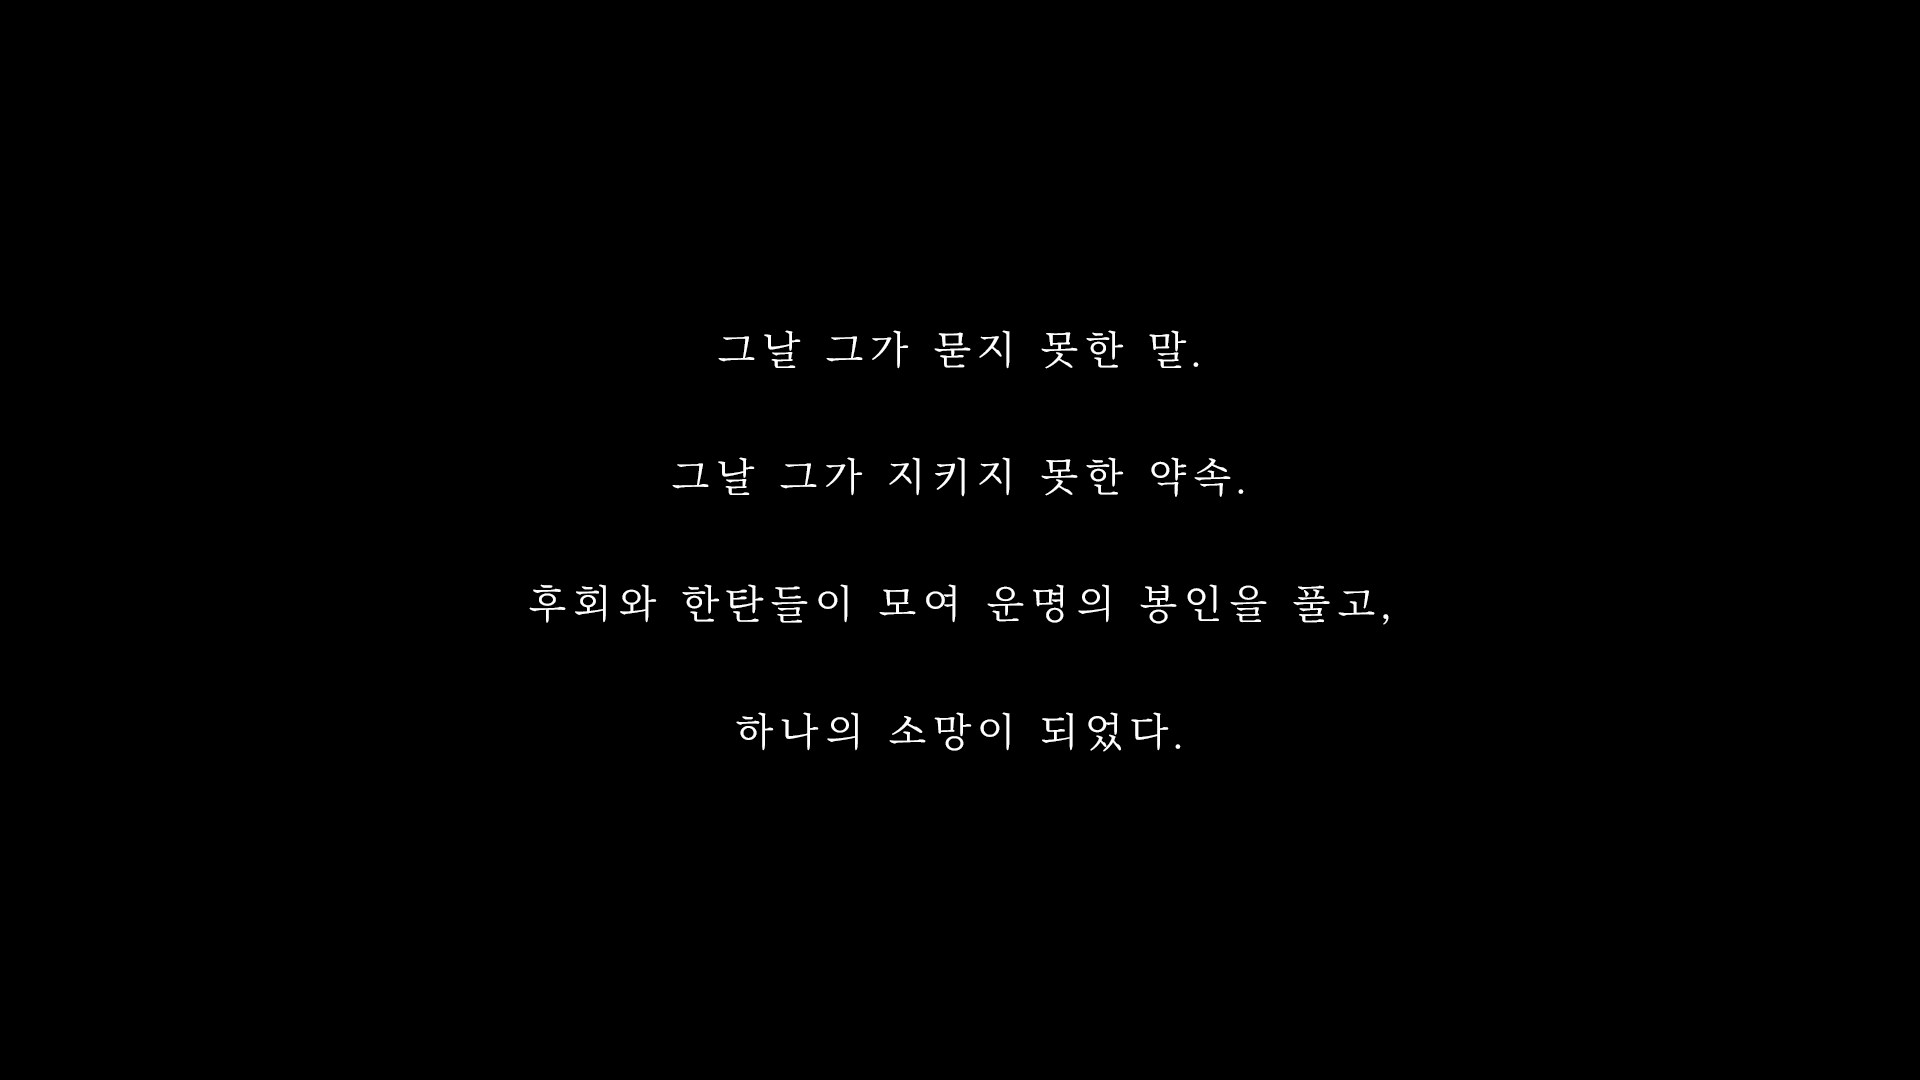 그날 그가 묻지 못한 말.
그날 그가 지키지 못한 약속.
후회와 한탄들이 모여 운명의 봉인을 풀고,
하나의 소망이 되었다.